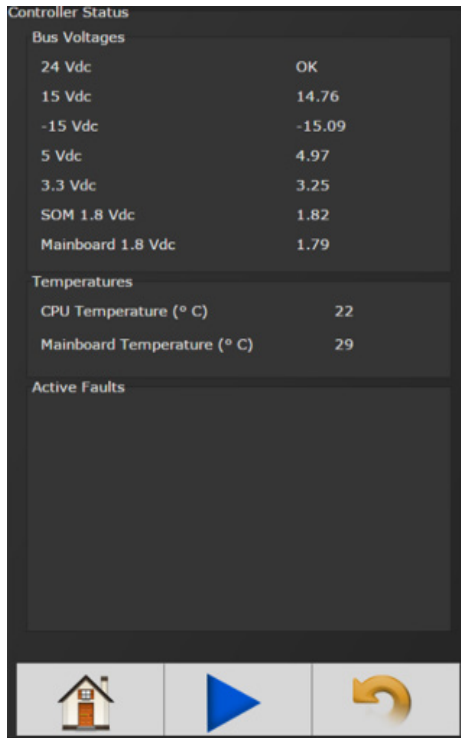 Controller Status
Bus Voltages
24 Vdc OK
15 Vdc 14.76
-15 Vdc -15.09
5 Vdc 4.97
3.3 Vdc 3.25
SOM 1.8 Vdc 1.82
Mainboard 1.8 Vdc 1.79
Temperatures
CPU Temperature (° C) 22
Mainboard Temperature (° C) 29
Active Faults